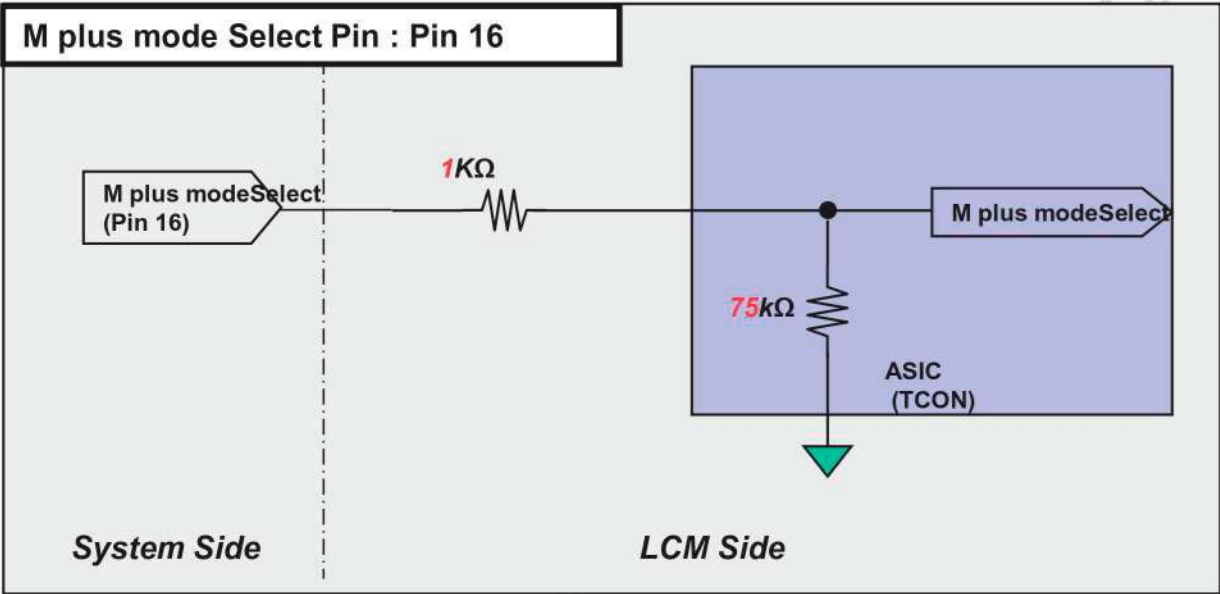 M plus mode Select Pin : Pin 16
1KΩ
M plus modeSelect
(Pin 16)
M plus modeSelect
75kΩ
ASIC
(TCON)
System Side
LCM Side